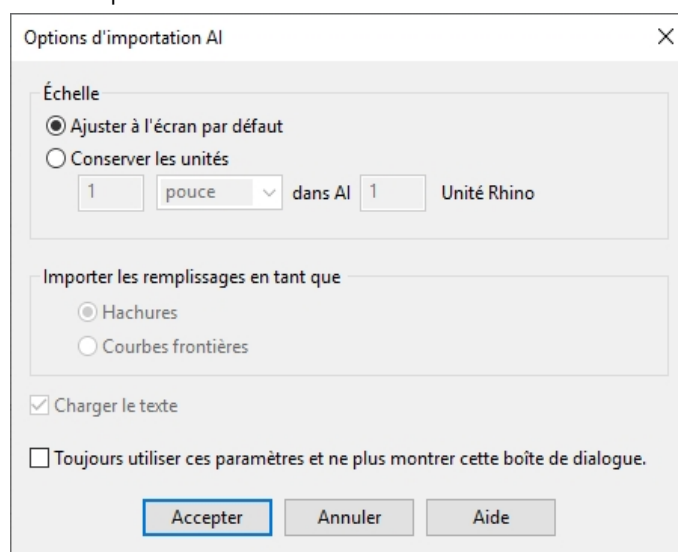 Options d'importation AI
Échelle
Ajuster à l'écran par défaut
Conserver les unités
1 pouce dans AI 1 Unité Rhino
Importer les remplissages en tant que
Hachures
Courbes frontières
Charger le texte
Toujours utiliser ces paramètres et ne plus montrer cette boîte de dialogue.
Accepter Annuler Aide